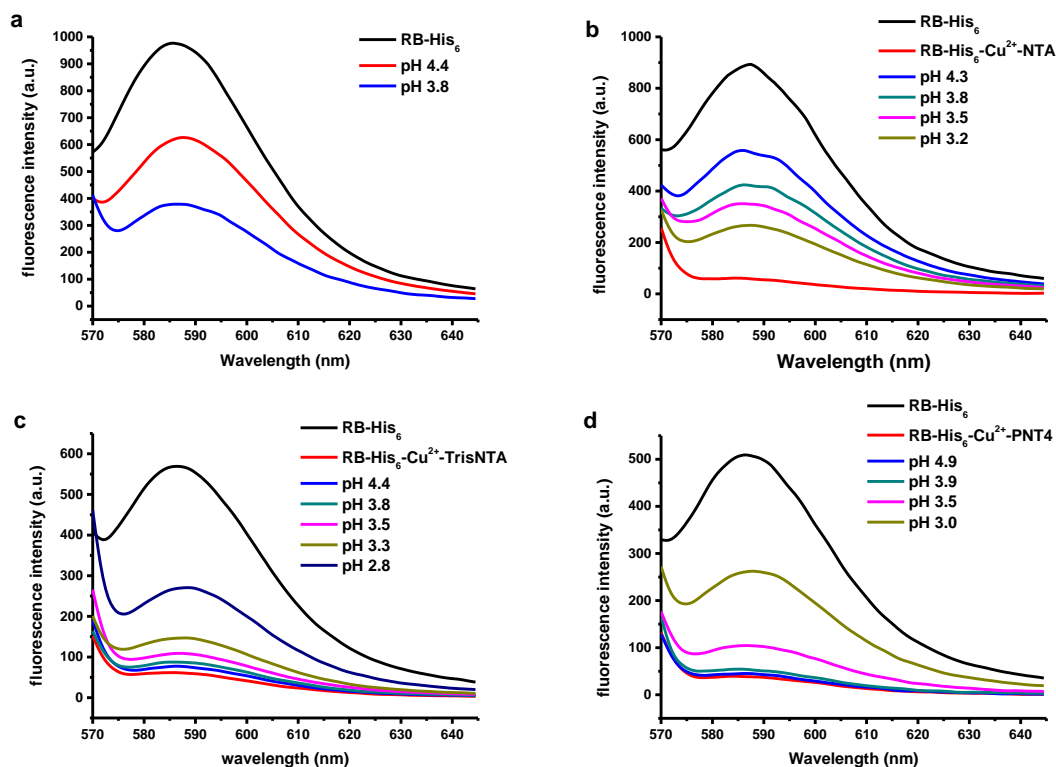 a
fluorescence intensity (a.u.)
1000
900
800
700
600
500
400
300
200
100
0
570 580 590 600 610 620 630 640
Wavelength (nm)
RB-His6
pH 4.4
pH 3.8
b
fluorescence intensity (a.u.)
1000
800
600
400
200
0
570 580 590 600 610 620 630 640
Wavelength (nm)
RB-His6
RB-His6-Cu2+-NTA
pH 4.3
pH 3.8
pH 3.5
pH 3.2
c
fluorescence intensity (a.u.)
600
500
400
300
200
100
0
570 580 590 600 610 620 630 640
wavelength (nm)
RB-His6
RB-His6-Cu2+-TrisNTA
pH 4.4
pH 3.8
pH 3.5
pH 3.3
pH 2.8
d
fluorescence intensity (a.u.)
500
400
300
200
100
0
570 580 590 600 610 620 630 640
Wavelength (nm)
RB-His6
RB-His6-Cu2+-PNT4
pH 4.9
pH 3.9
pH 3.5
pH 3.0